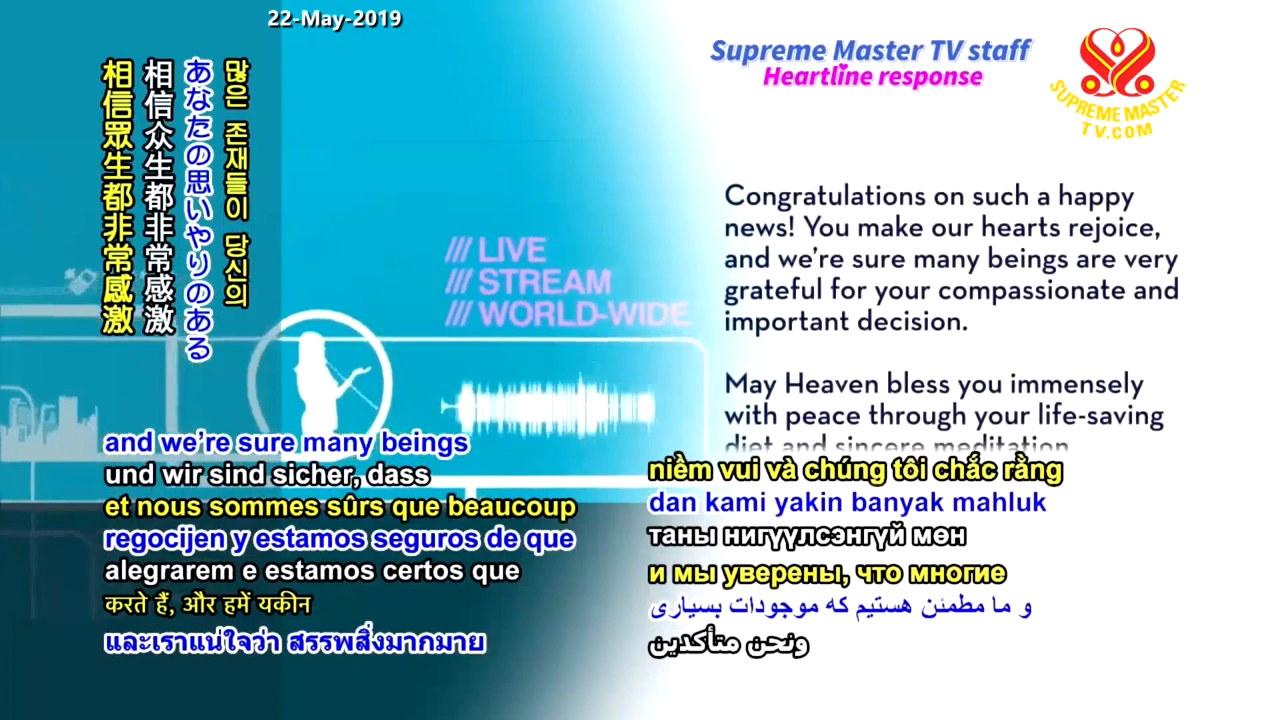 22-May-2019
Supreme Master TV staff
Heartline response
SUPREME MASTER
TV.COM
많은 존재들이 당신의
あなたの思いやりのある
相信众生都非常感激
相信眾生都非常感激
/// LIVE
/// STREAM
/// WORLD-WIDE
Congratulations on such a happy
news! You make our hearts rejoice,
and we're sure many beings are very
grateful for your compassionate and
important decision.
May Heaven bless you immensely
with peace through your life-saving
diet and sincere meditation
and we're sure many beings
und wir sind sicher, dass
et nous sommes sûrs que beaucoup
regocijen y estamos seguros de que
alegrarem e estamos certos que
करते हैं, और हमें यकीन
และเราแน่ใจว่า สรรพสิ่งมากมาย
niềm vui và chúng tôi chắc rằng
dan kami yakin banyak mahluk
таны нигүүлсэнгүй мөн
и мы уверены, что многие
و ما مطمئن هستیم که موجودات بسیاری
ونحن متأكدين